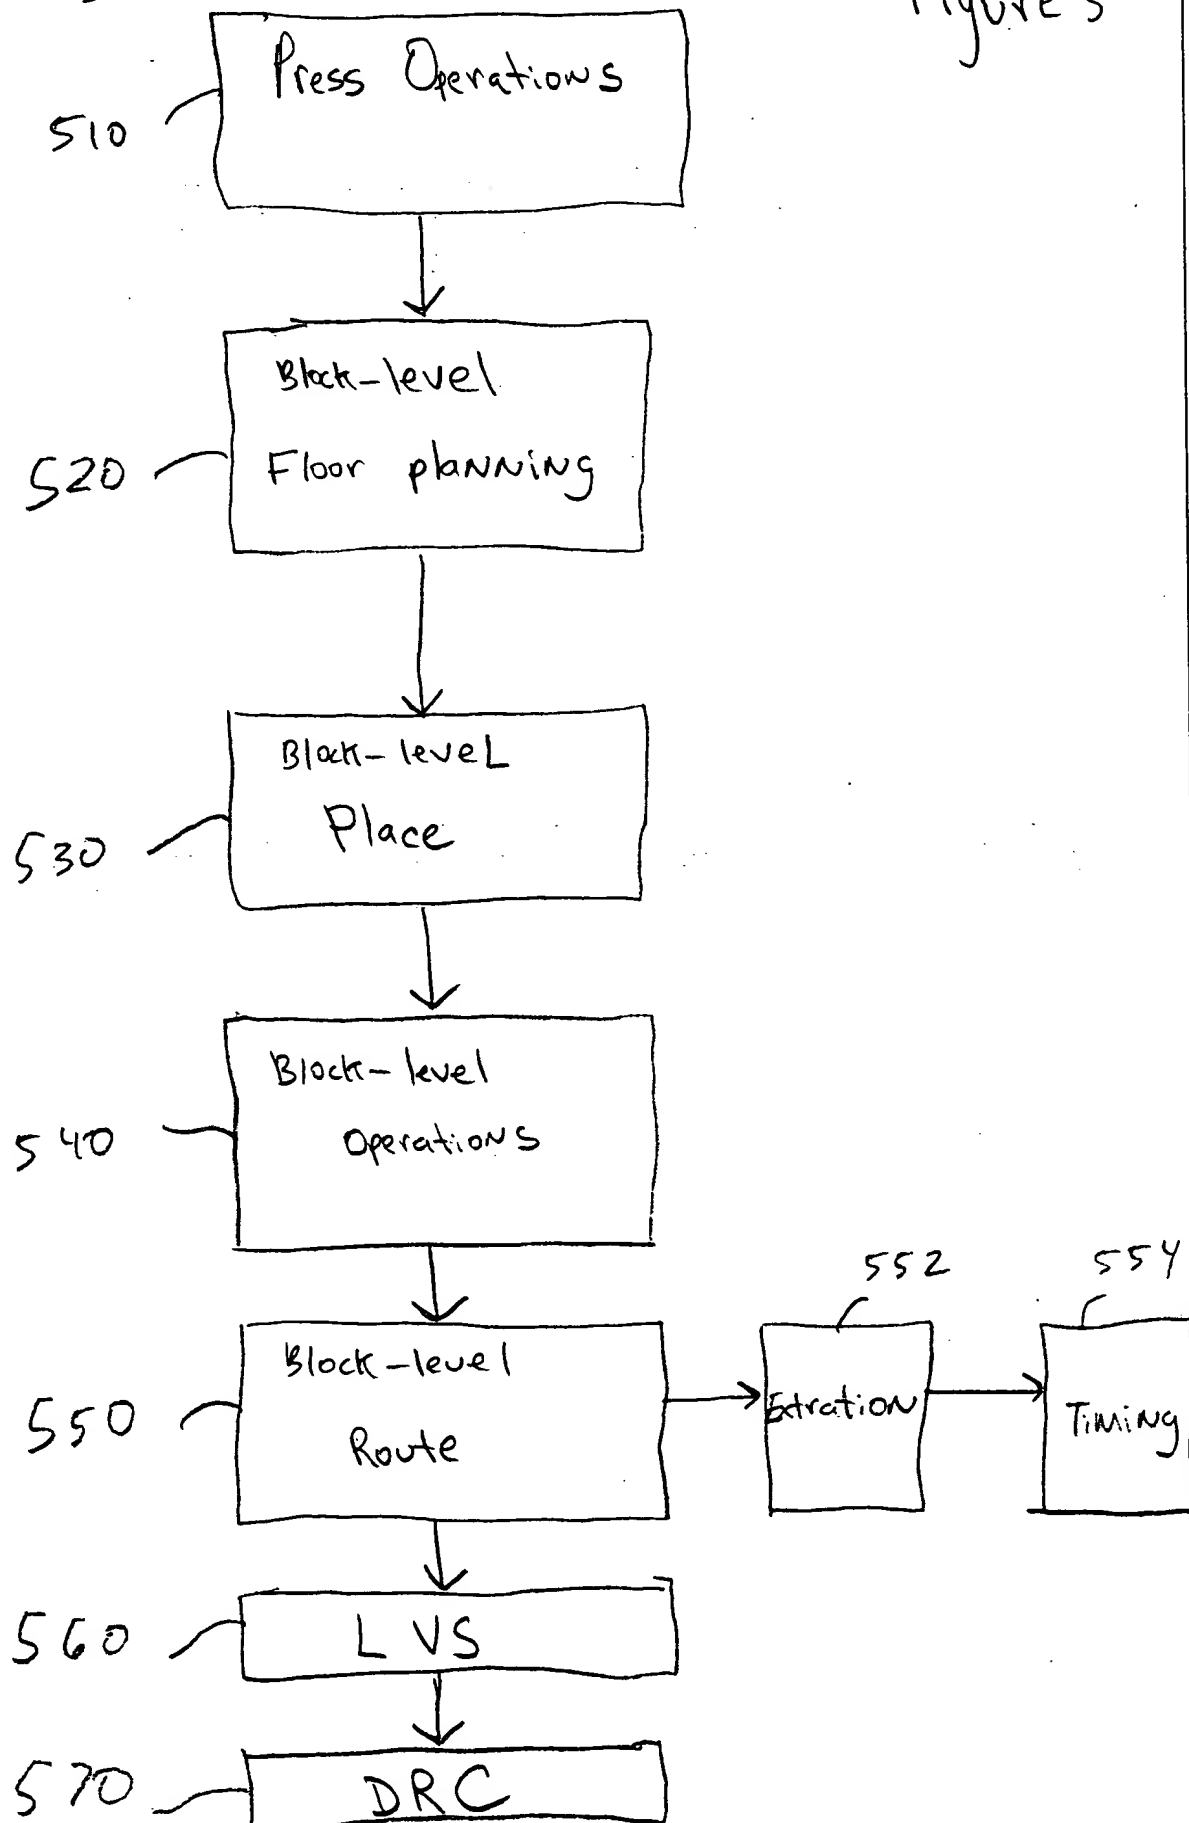 Figure 5
Press Operations
510
Block-level
Floor planning
520
Block-level
Place
530
Block-level
Operations
540
552
554
Block-level
Route
550
Extration
Timing
560
LVS
570
DRC